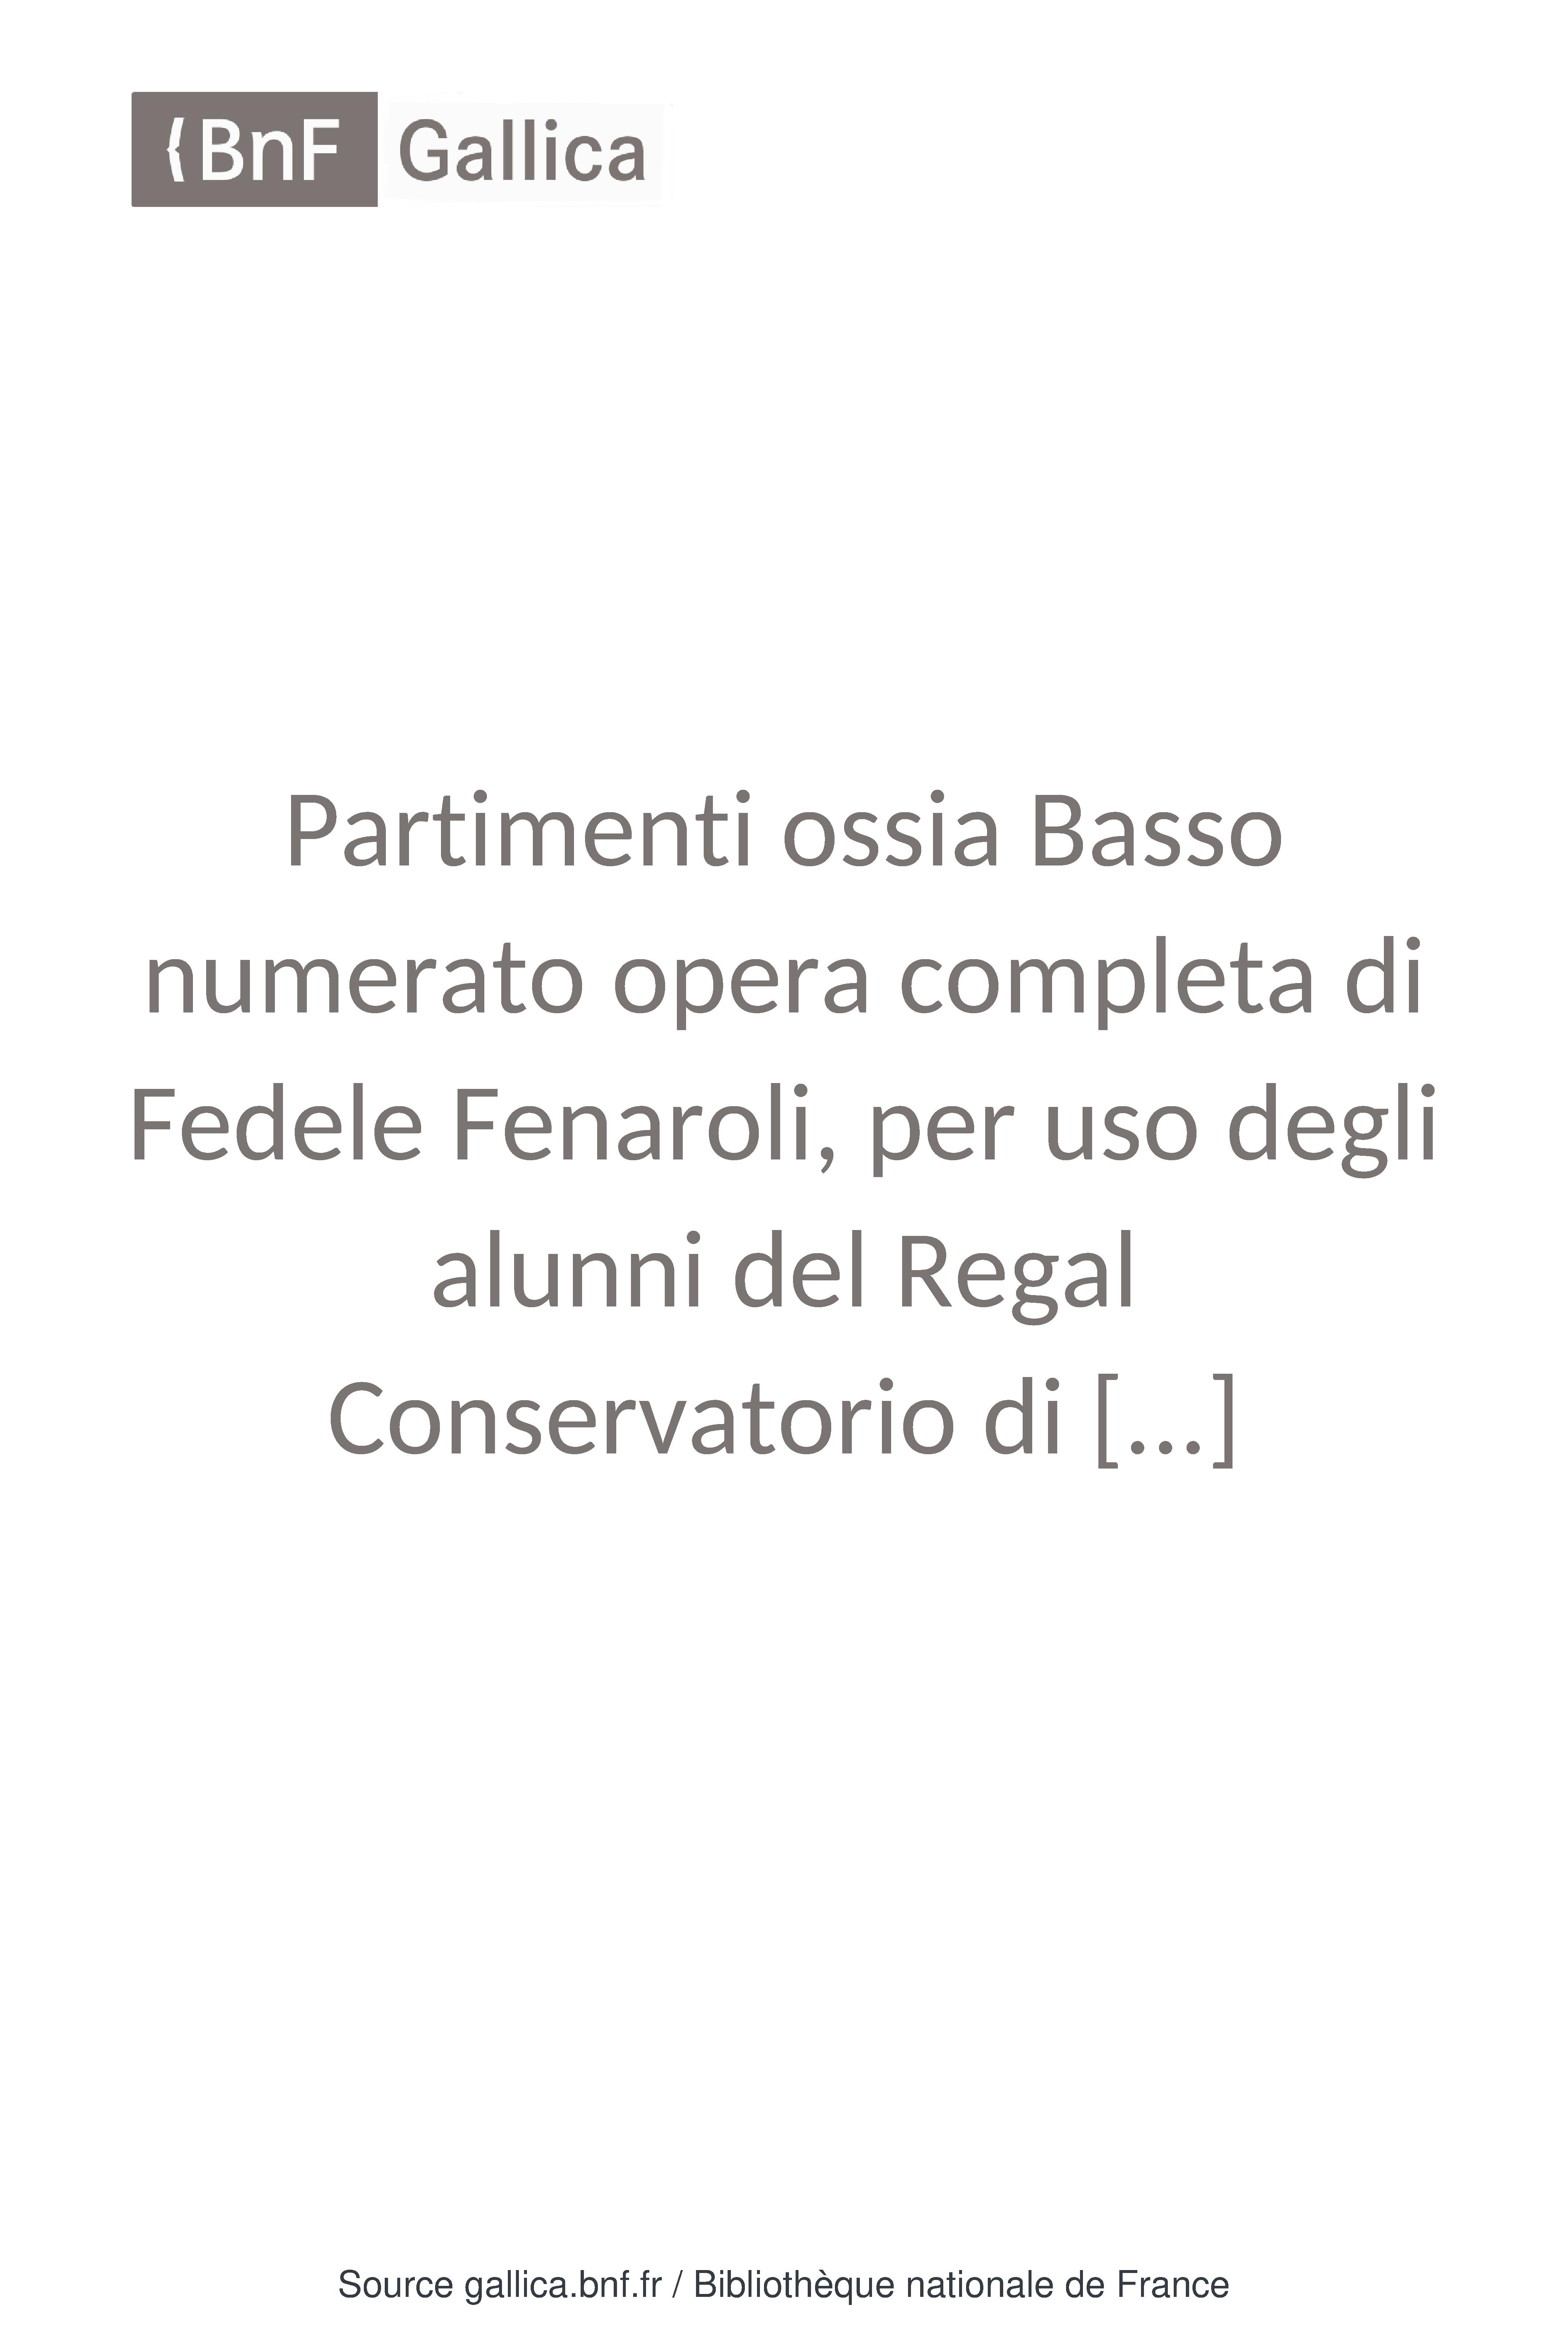 {BnF Gallica
Partimenti ossia Basso
numerato opera completa di
Fedele Fenaroli, per uso degli
alunni del Regal
Conservatorio di [...]
Source gallica.bnf.fr / Bibliothèque nationale de France